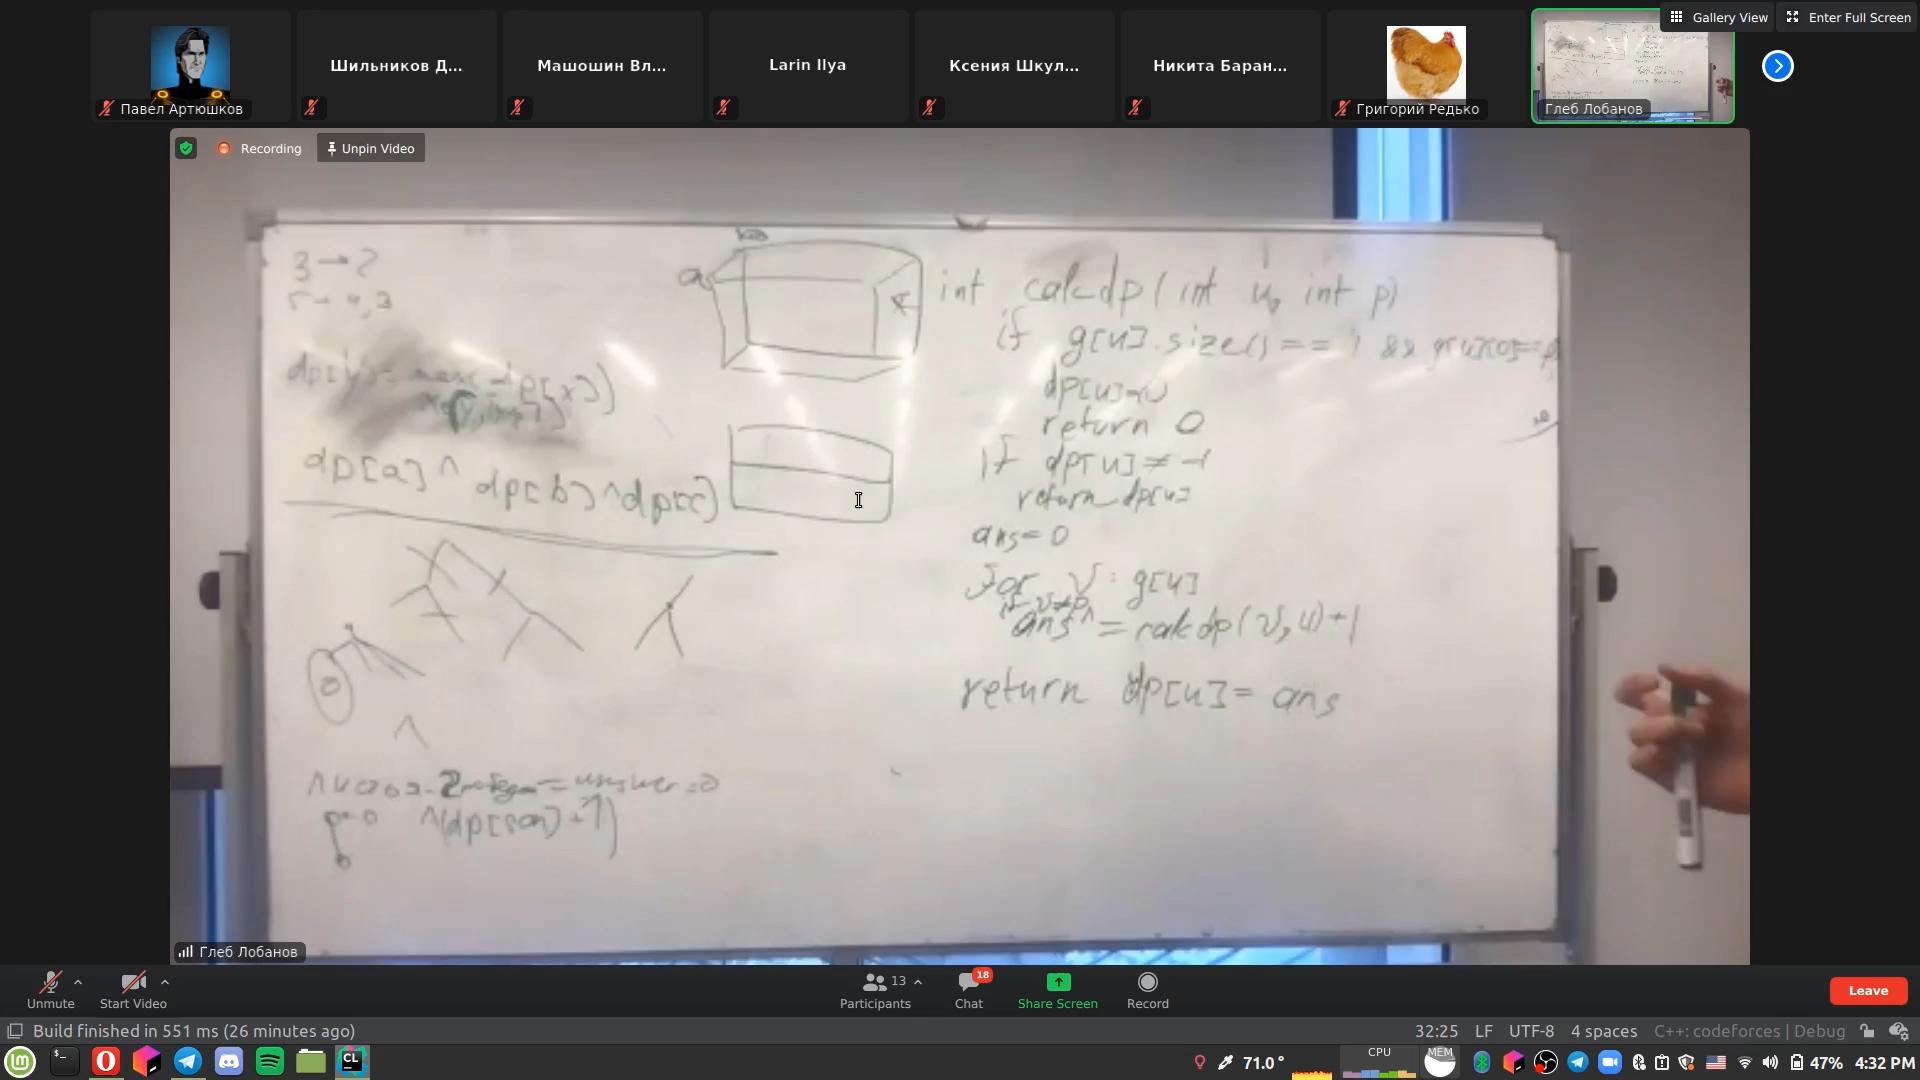 Gallery View
Enter Full Screen
Павел Артюшков
Шильников Д...
Машошин Вл...
Larin Ilya
Ксения Шкул...
Никита Баран...
Григорий Редько
Глеб Лобанов
Recording
Unpin Video
3 → 2
5 → 4, 3
dp[a] ^ dp[b] ^ dp[c]
a
^
^(dp[son] + 1)
int calcdp(int u, int p)
if g[u].size() == 1 && g[u][0]==p
dp[u]=0
return 0
if dp[u] ≠ -1
return dp[u]
ans = 0
for v : g[u]
if v≠p
ans ^= calcdp(v, u)+1
return dp[u] = ans
Глеб Лобанов
Unmute
Start Video
13
Participants
18
Chat
Share Screen
Record
Leave
Build finished in 551 ms (26 minutes ago)
32:25 LF UTF-8 4 spaces C++: codeforces | Debug
CL
71.0°
CPU
MEM
47%
4:32 PM